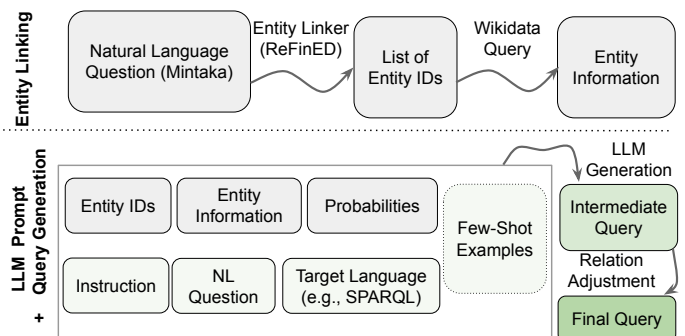 Entity Linking
Natural Language
Question (Mintaka)
Entity Linker
(ReFinED)
List of
Entity IDs
Wikidata
Query
Entity
Information
LLM Prompt
+ Query Generation
Entity IDs
Entity
Information
Probabilities
Few-Shot
Examples
Instruction
NL
Question
Target Language
(e.g., SPARQL)
LLM
Generation
Intermediate
Query
Relation
Adjustment
Final Query